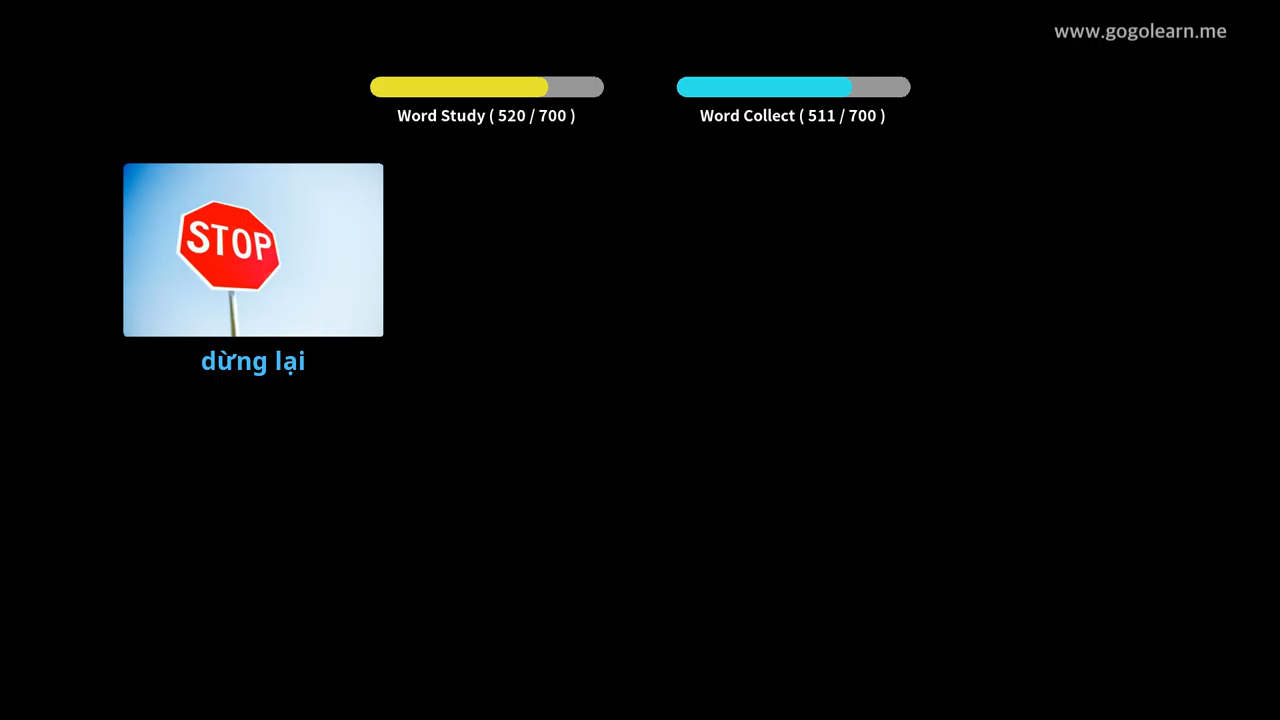 www.gogolearn.me
Word Study ( 520 / 700 )
Word Collect ( 511 / 700 )
STOP
dừng lại